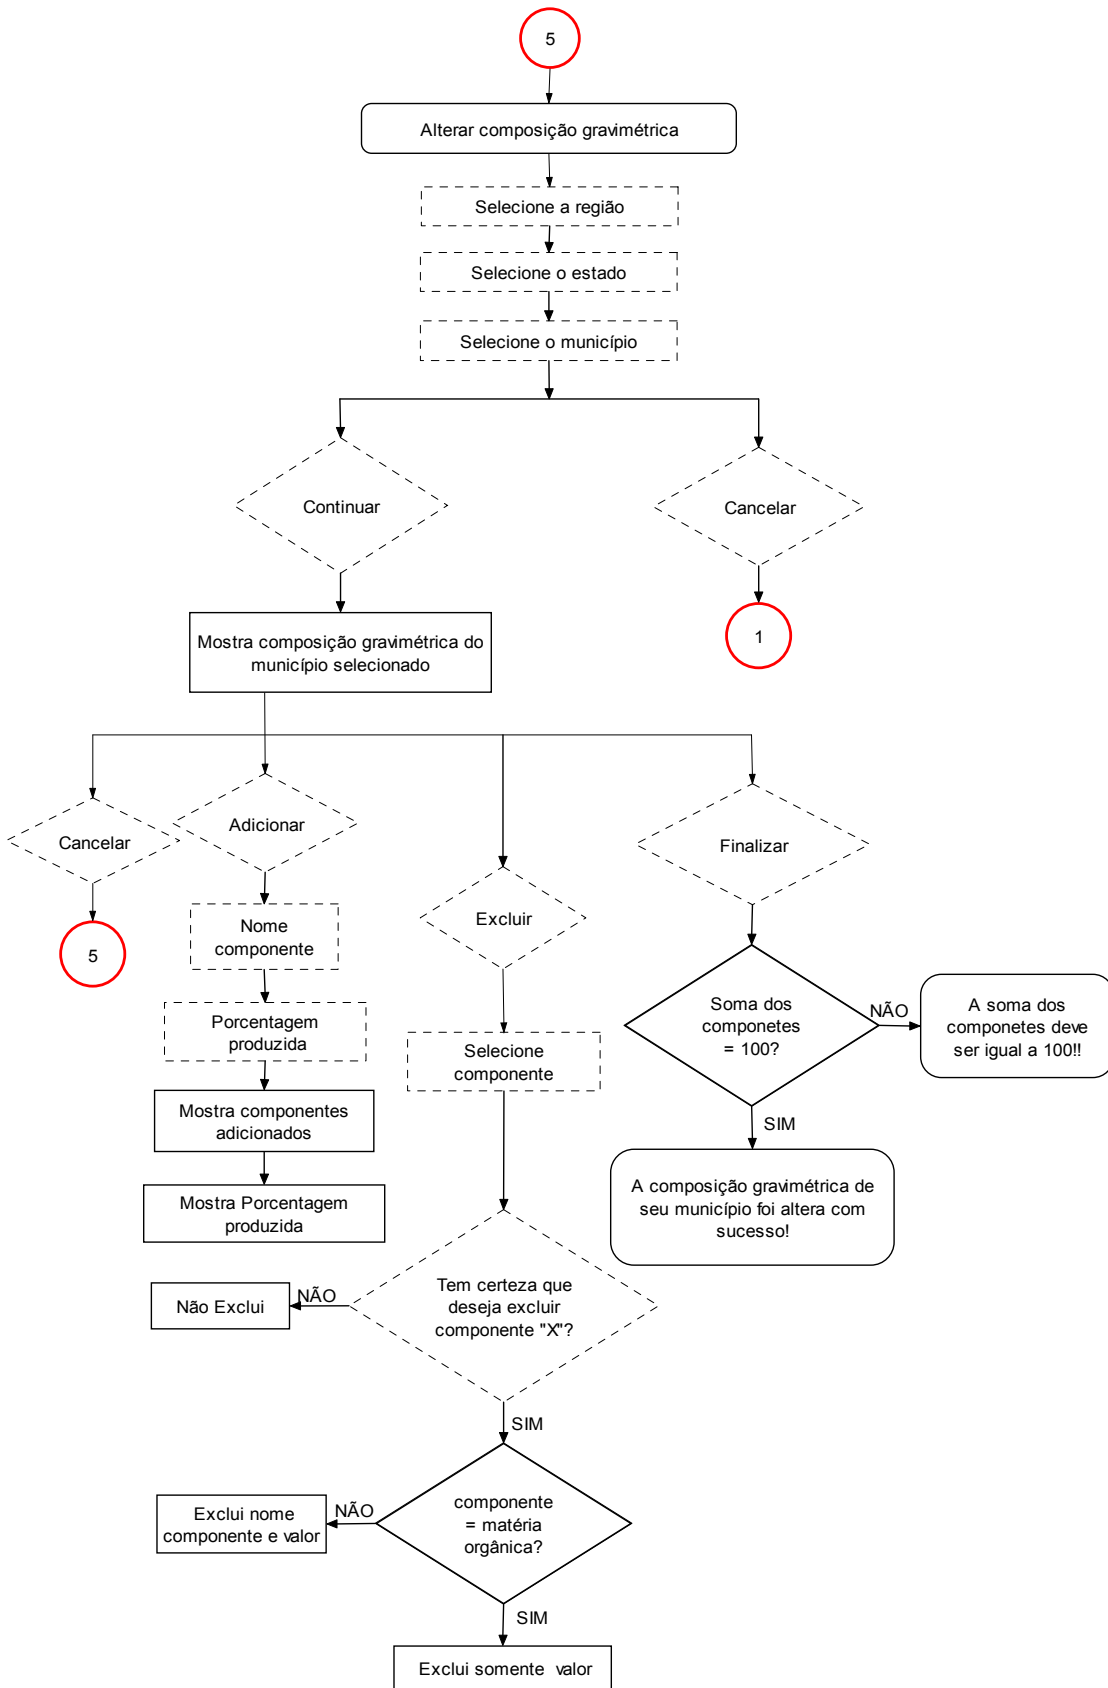 5
Alterar composição gravimétrica
Selecione a região
Selecione o estado
Selecione o município
Continuar
Cancelar
1
Mostra composição gravimétrica do
município selecionado
Cancelar
5
Adicionar
Nome
componente
Porcentagem
produzida
Mostra componentes
adicionados
Mostra Porcentagem
produzida
Excluir
Selecione
componente
Tem certeza que
deseja excluir
componente "X"?
NÃO
Não Exclui
SIM
componente
= matéria
orgânica?
NÃO
Exclui nome
componente e valor
SIM
Exclui somente valor
Finalizar
Soma dos
componetes
= 100?
NÃO
A soma dos
componetes deve
ser igual a 100!!
SIM
A composição gravimétrica de
seu município foi altera com
sucesso!